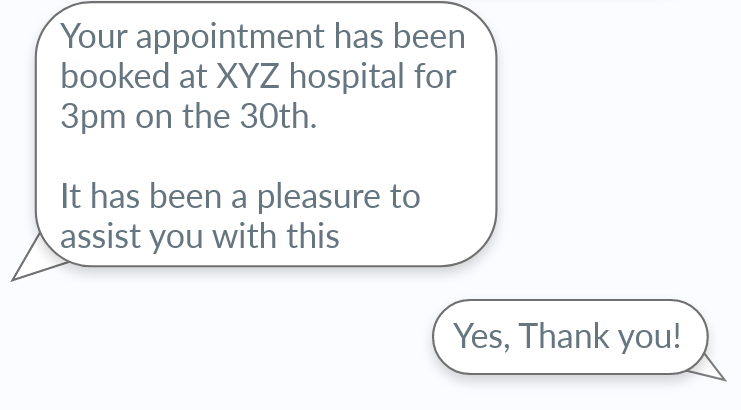 Your appointment has been
booked at XYZ hospital for
3pm on the 30th.
It has been a pleasure to
assist you with this
Yes, Thank you!